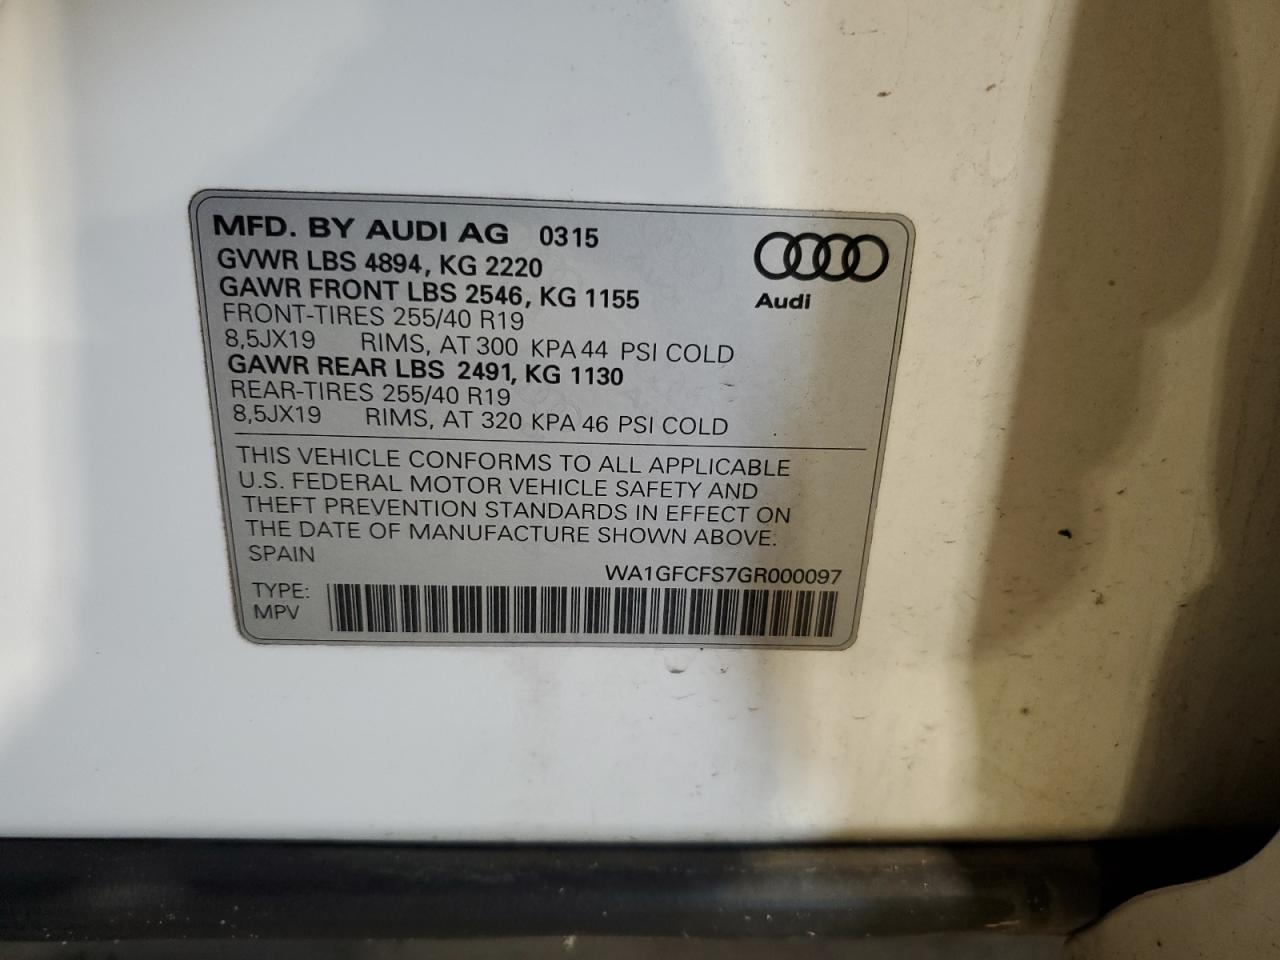 MFD. BY AUDI AG 0315
GVWR LBS 4894, KG 2220
GAWR FRONT LBS 2546, KG 1155
FRONT-TIRES 255/40 R19
8,5JX19 RIMS, AT 300 KPA 44 PSI COLD
GAWR REAR LBS 2491, KG 1130
REAR-TIRES 255/40 R19
8,5JX19 RIMS, AT 320 KPA 46 PSI COLD
Audi
THIS VEHICLE CONFORMS TO ALL APPLICABLE
U.S. FEDERAL MOTOR VEHICLE SAFETY AND
THEFT PREVENTION STANDARDS IN EFFECT ON
THE DATE OF MANUFACTURE SHOWN ABOVE.
SPAIN
WA1GFCFS7GR000097
TYPE:
MPV